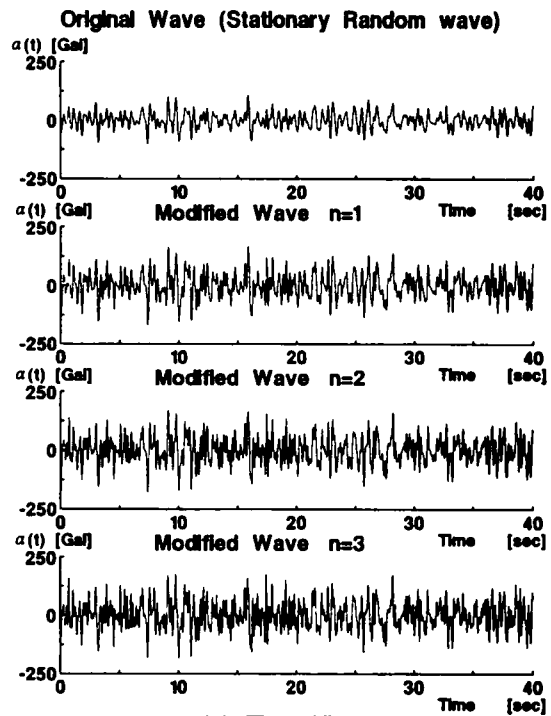 Original Wave (Stationary Random wave)
α(t) [Gal]
250
0
-250
0 10 20 30 40
α(t) [Gal] Modified Wave n=1 Time [sec]
250
0
-250
0 10 20 30 40
α(t) [Gal] Modified Wave n=2 Time [sec]
250
0
-250
0 10 20 30 40
α(t) [Gal] Modified Wave n=3 Time [sec]
250
0
-250
0 10 20 30 40
Time [sec]